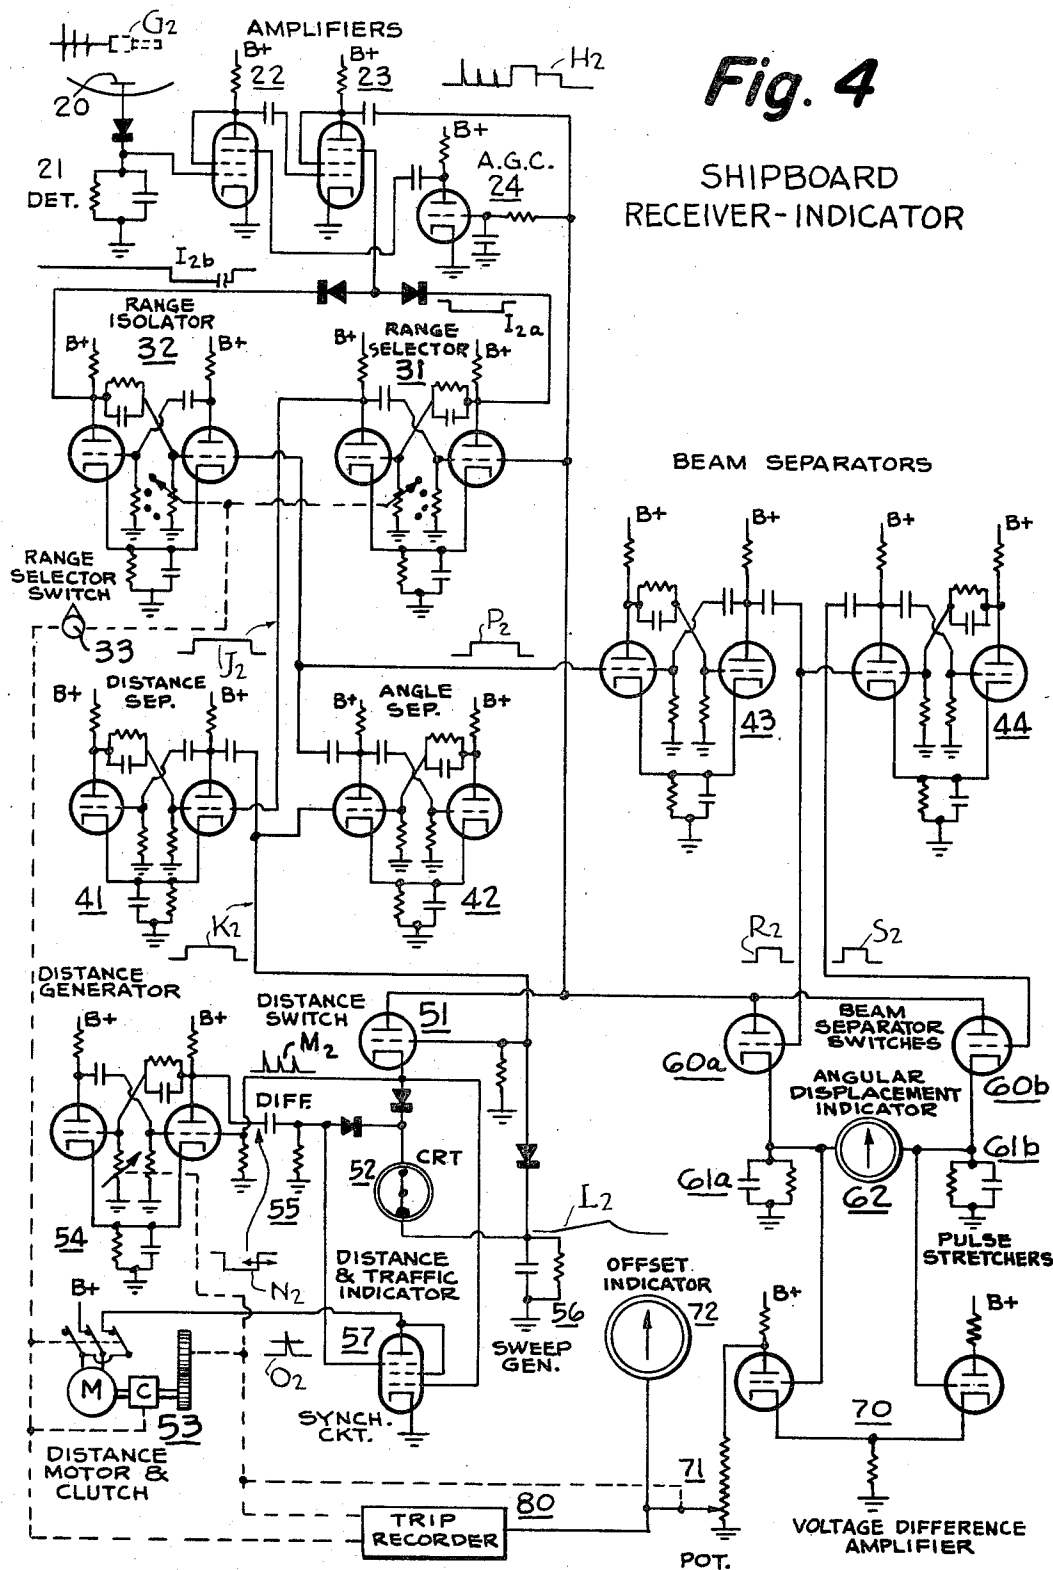 G2
AMPLIFIERS
B+
B+
22
23
H2
Fig. 4
20
B+
21
DET.
A.G.C.
24
SHIPBOARD
RECEIVER-INDICATOR
I2b
RANGE
ISOLATOR
32
B+
B+
I2a
RANGE
SELECTOR
31
B+
B+
BEAM SEPARATORS
B+
B+
B+
B+
RANGE
SELECTOR
SWITCH
33
J2
P2
DISTANCE
SEP.
B+
B+
ANGLE
SEP.
B+
B+
43
44
41
42
K2
R2
S2
DISTANCE
GENERATOR
B+
B+
DISTANCE
SWITCH
51
M2
BEAM
SEPARATOR
SWITCHES
60a
60b
DIFF.
ANGULAR
DISPLACEMENT
INDICATOR
52
CRT
61a
62
61b
54
55
L2
PULSE
STRETCHERS
N2
DISTANCE
& TRAFFIC
INDICATOR
OFFSET
INDICATOR
72
B+
56
SWEEP
GEN.
B+
B+
57
O2
M
C
53
SYNCH.
CKT.
70
DISTANCE
MOTOR &
CLUTCH
71
80
TRIP
RECORDER
POT.
VOLTAGE DIFFERENCE
AMPLIFIER